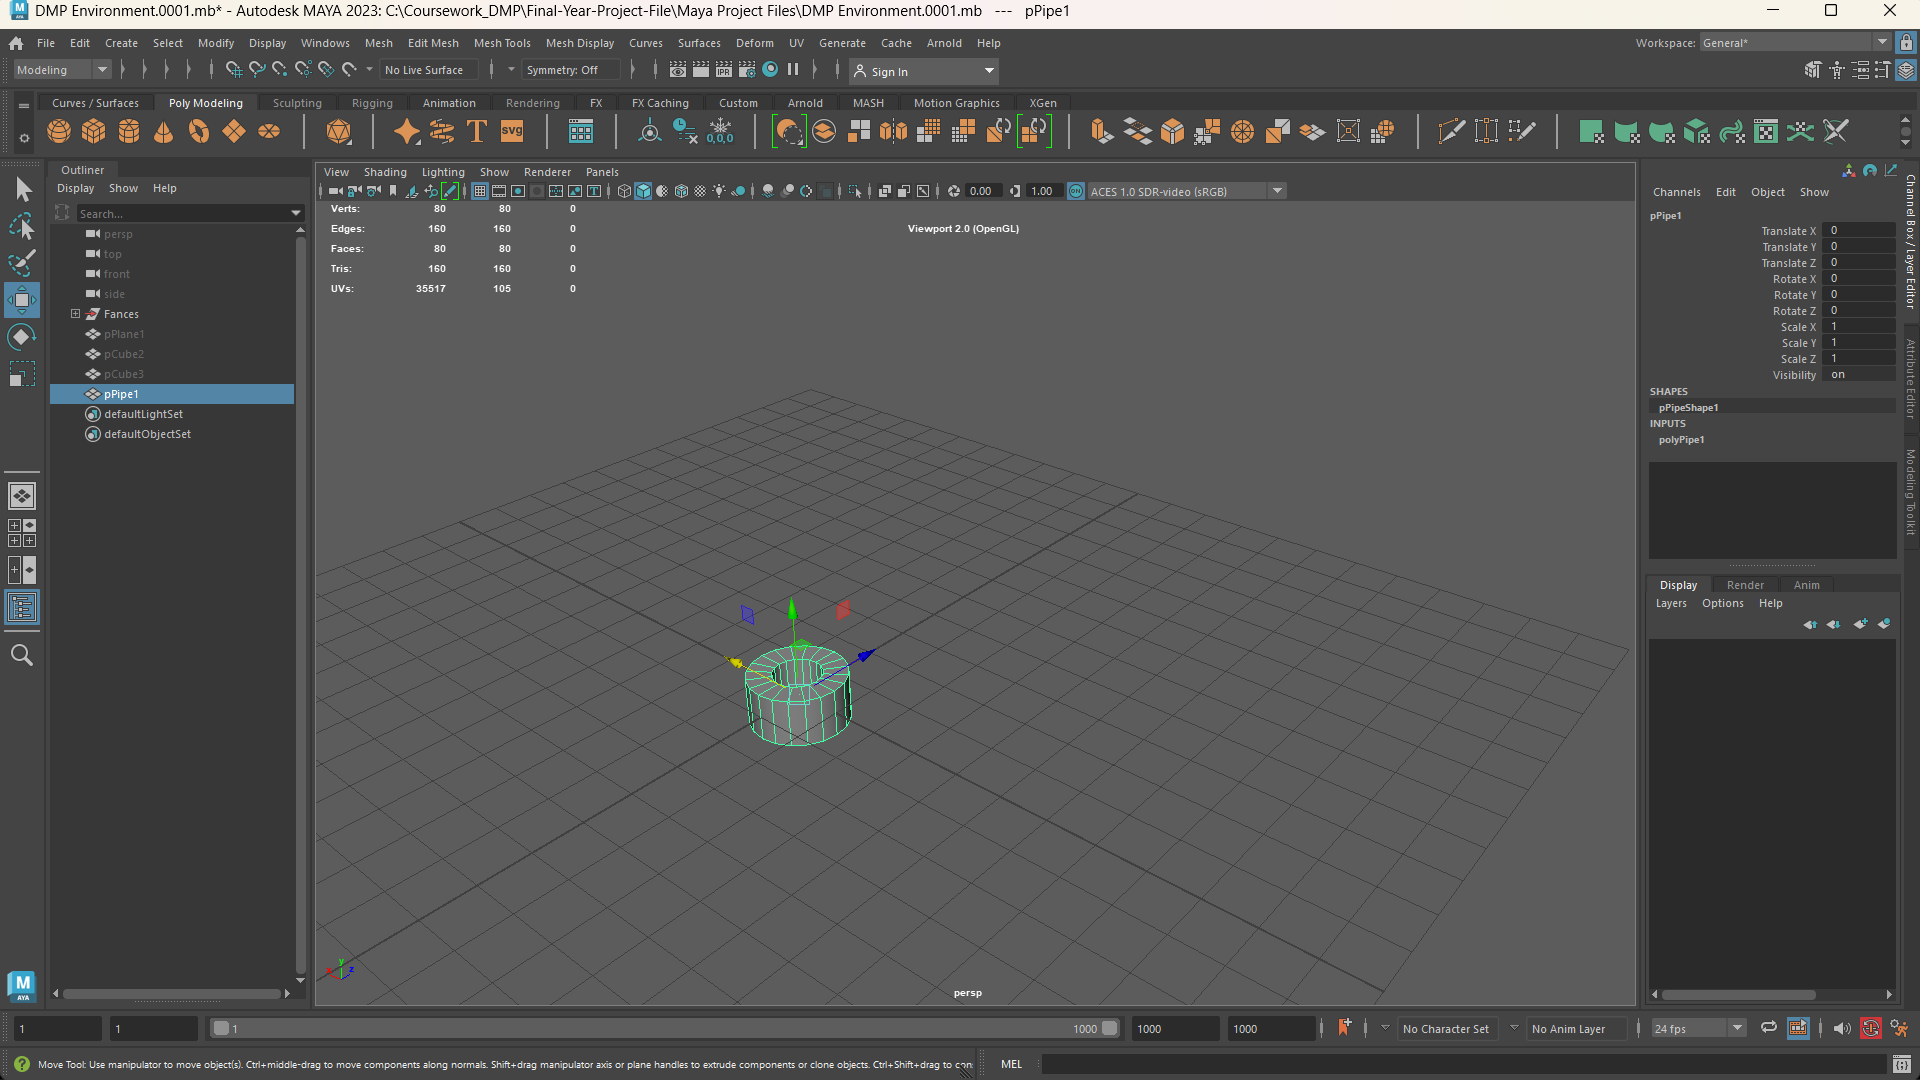 DMP Environment.0001.mb* - Autodesk MAYA 2023: C:\Coursework_DMP\Final-Year-Project-File\Maya Project Files\DMP Environment.0001.mb --- pPipe1
File Edit Create Select Modify Display Windows Mesh Edit Mesh Mesh Tools Mesh Display Curves Surfaces Deform UV Generate Cache Arnold Help
Workspace: General*
Modeling
No Live Surface
Symmetry: Off
IPR
Sign In
Curves / Surfaces Poly Modeling Sculpting Rigging Animation Rendering FX FX Caching Custom Arnold MASH Motion Graphics XGen
T svg
0,0,0
Outliner
Display Show Help
Search...
persp
top
front
side
Fances
pPlane1
pCube2
pCube3
pPipe1
defaultLightSet
defaultObjectSet
View Shading Lighting Show Renderer Panels
0.00
1.00
ON
ACES 1.0 SDR-video (sRGB)
Verts: 80 80 0
Edges: 160 160 0
Faces: 80 80 0
Tris: 160 160 0
UVs: 35517 105 0
Viewport 2.0 (OpenGL)
y
x
z
persp
Channels Edit Object Show
pPipe1
Translate X 0
Translate Y 0
Translate Z 0
Rotate X 0
Rotate Y 0
Rotate Z 0
Scale X 1
Scale Y 1
Scale Z 1
Visibility on
SHAPES
pPipeShape1
INPUTS
polyPipe1
Channel Box / Layer Editor
Attribute Editor
Modeling Toolkit
Display Render Anim
Layers Options Help
M
AYA
1
1
1
1000
1000
1000
No Character Set
No Anim Layer
24 fps
Move Tool: Use manipulator to move object(s). Ctrl+middle-drag to move components along normals. Shift+drag manipulator axis or plane handles to extrude components or clone objects. Ctrl+Shift+drag to con
MEL